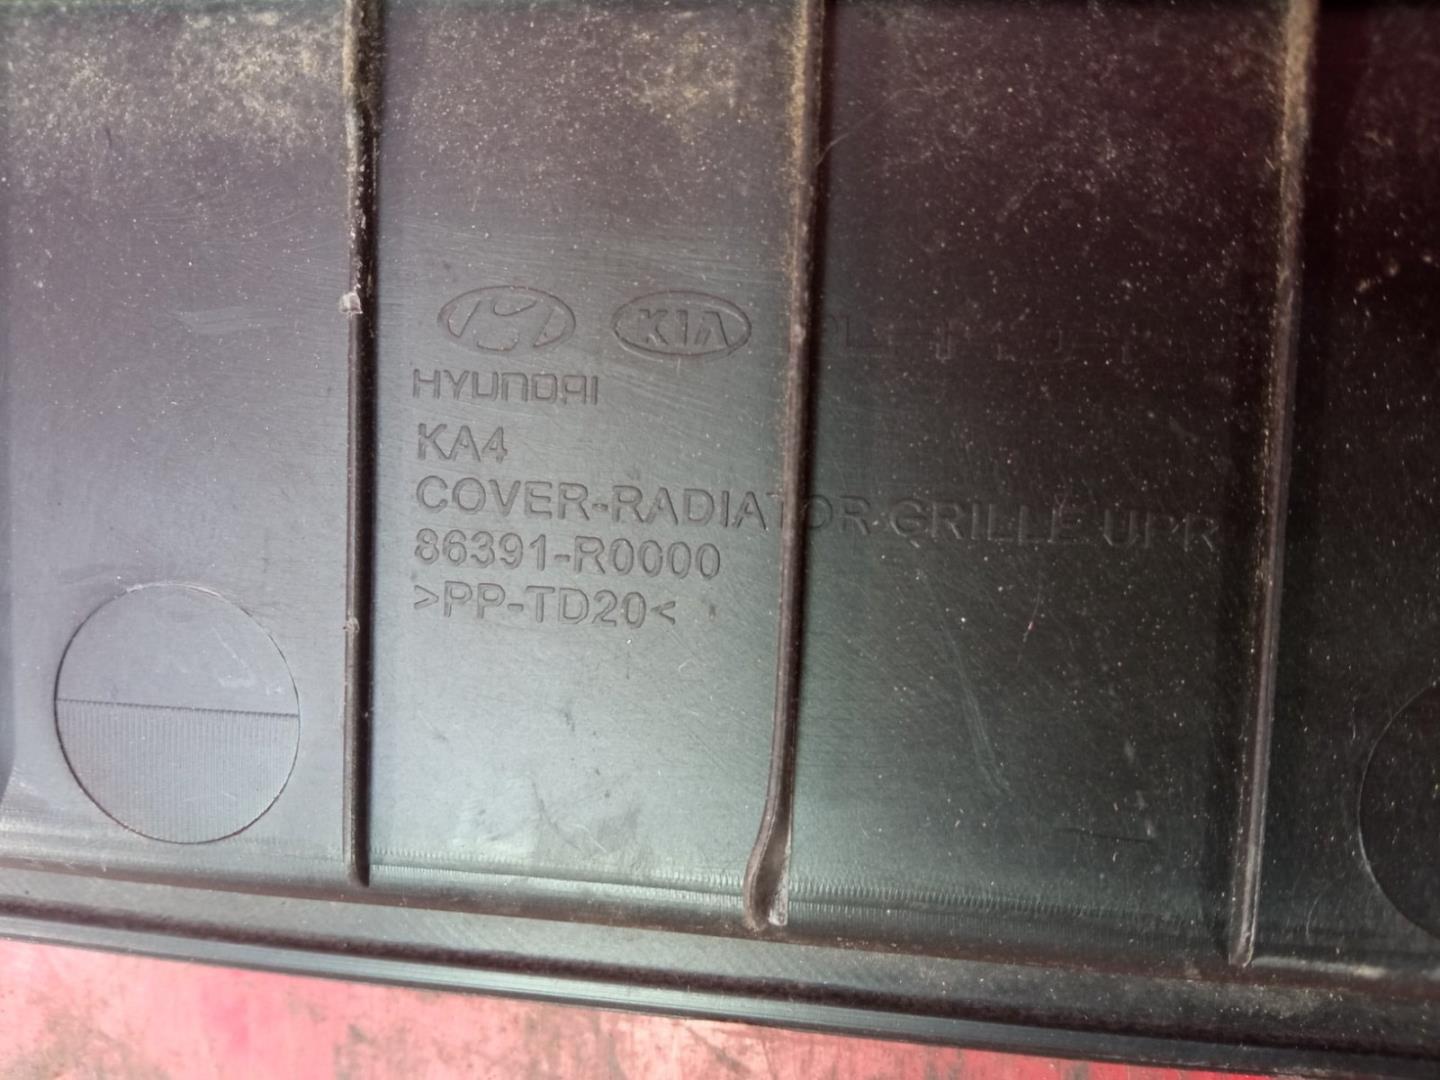 KIA
HYUNDAI
KA4
COVER-RADIATOR GRILLE UPR
86391-R0000
>PP-TD20<